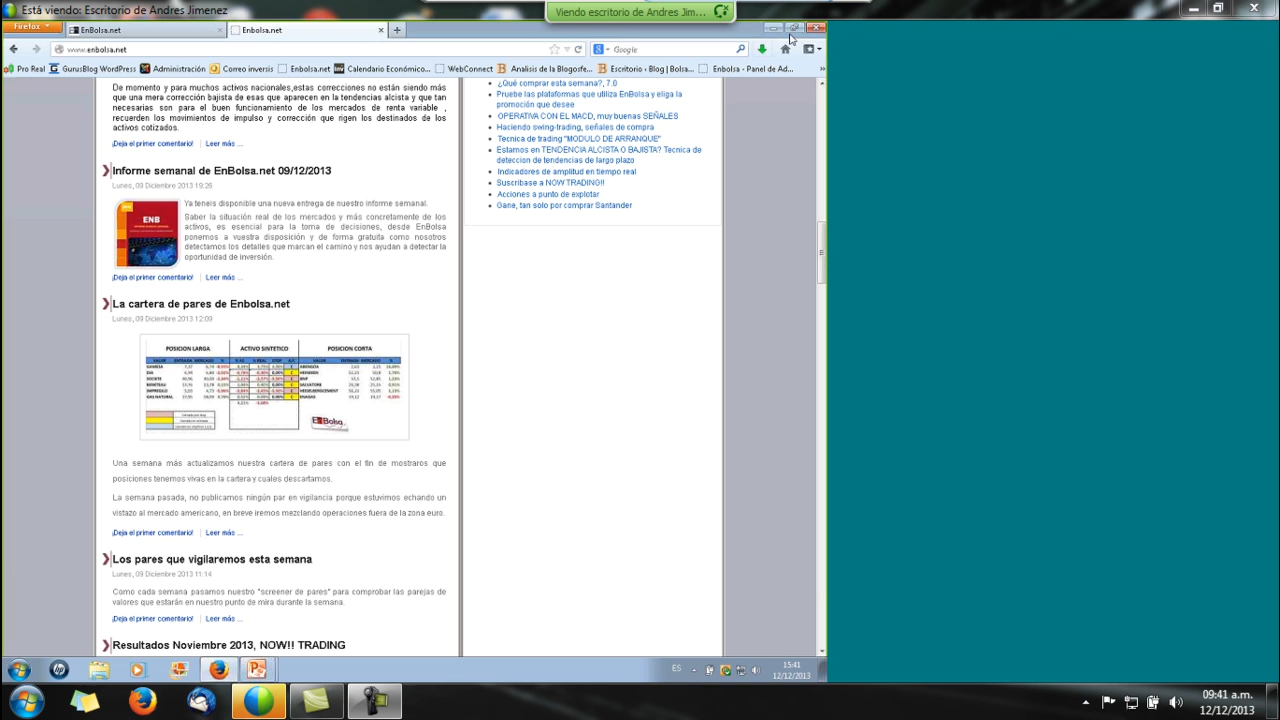 Está viendo: Escritorio de Andres Jimenez
Viendo escritorio de Andres Jim...
Firefox
EnBolsa.net
Enbolsa.net
www.enbolsa.net
Google
Pro Real
GurusBlog WordPress
Administración
Correo inversis
Enbolsa.net
Calendario Económico...
WebConnect
Analisis de la Blogosfe...
Escritorio ‹ Blog | Bolsa...
Enbolsa - Panel de Ad...
De momento y para muchos activos nacionales,estas correcciones no están siendo más
que una mera corrección bajista de esas que aparecen en la tendencias alcista y que tan
necesarias son para el buen funcionamiento de los mercados de renta variable ,
recuerden los movimientos de impulso y corrección que rigen los destinados de los
activos cotizados.
¡Deja el primer comentario!
Leer más ...
Informe semanal de EnBolsa.net 09/12/2013
Lunes, 09 Diciembre 2013 19:26
ENB
Ya teneis disponible una nueva entrega de nuestro informe semanal.
Saber la situación real de los mercados y más concretamente de los
activos, es esencial para la toma de decisiones, desde EnBolsa
ponemos a vuestra disposición y de forma gratuita como nosotros
detectamos los detalles que marcan el camino y nos ayudan a detectar la
oportunidad de inversión.
¡Deja el primer comentario!
Leer más ...
La cartera de pares de Enbolsa.net
Lunes, 09 Diciembre 2013 12:09
POSICION LARGA
ACTIVO SINTETICO
POSICION CORTA
EnBolsa
Una semana más actualizamos nuestra cartera de pares con el fin de mostraros que
posiciones tenemos vivas en la cartera y cuales descartamos.
La semana pasada, no publicamos ningún par en vigilancia porque estuvimos echando un
vistazo al mercado americano, en breve iremos mezclando operaciones fuera de la zona euro.
¡Deja el primer comentario!
Leer más ...
Los pares que vigilaremos esta semana
Lunes, 09 Diciembre 2013 11:14
Como cada semana pasamos nuestro "screener de pares" para comprobar las parejas de
valores que estarán en nuestro punto de mira durante la semana.
¡Deja el primer comentario!
Leer más ...
Resultados Noviembre 2013, NOW!! TRADING
¿Qué comprar esta semana?, 7.0
Pruebe las plataformas que utiliza EnBolsa y eliga la
promoción que desee
OPERATIVA CON EL MACD, muy buenas SEÑALES
Haciendo swing-trading, señales de compra
Tecnica de trading "MODULO DE ARRANQUE"
Estamos en TENDENCIA ALCISTA O BAJISTA? Tecnica de
deteccion de tendencias de largo plazo
Indicadores de amplitud en tiempo real
Suscribase a NOW TRADING!!
Acciones a punto de explotar
Gane, tan solo por comprar Santander
ES
15:41
12/12/2013
09:41 a.m.
12/12/2013